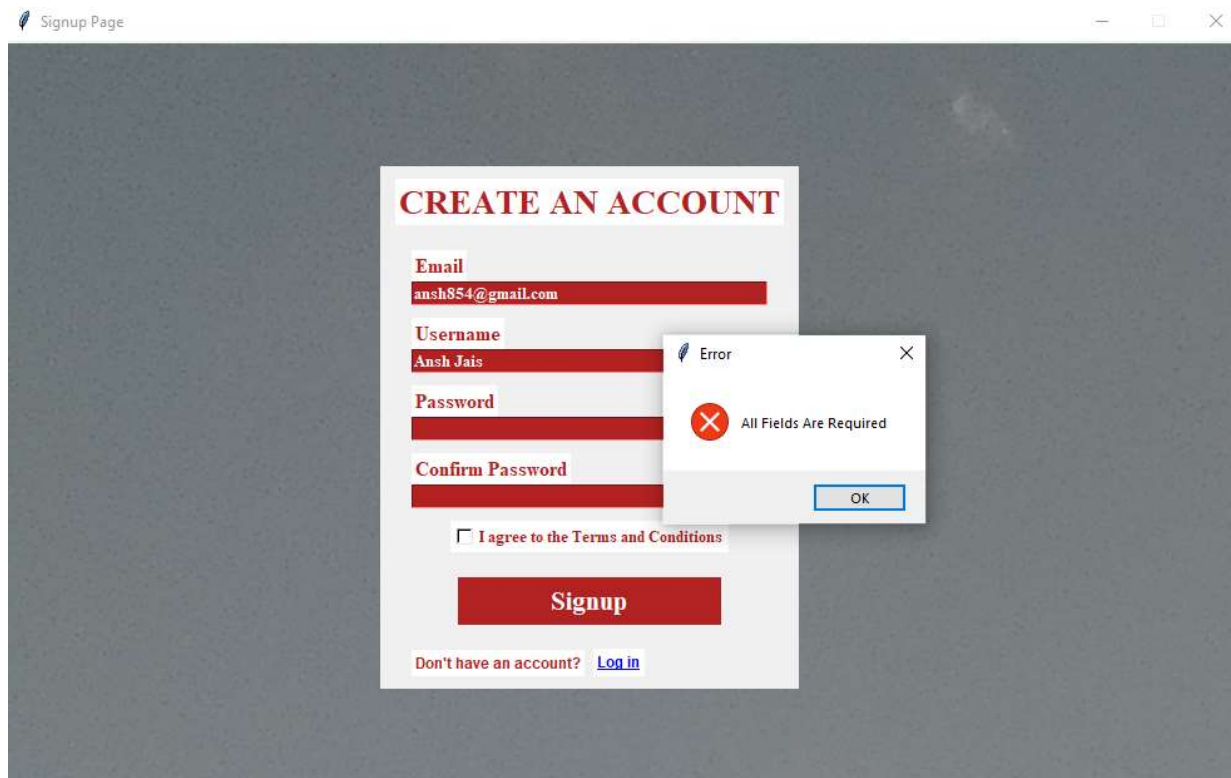 Signup Page
CREATE AN ACCOUNT
Email
ansh854@gmail.com
Username
Ansh Jais
Password
Confirm Password
I agree to the Terms and Conditions
Signup
Don't have an account? Log in
Error
All Fields Are Required
OK